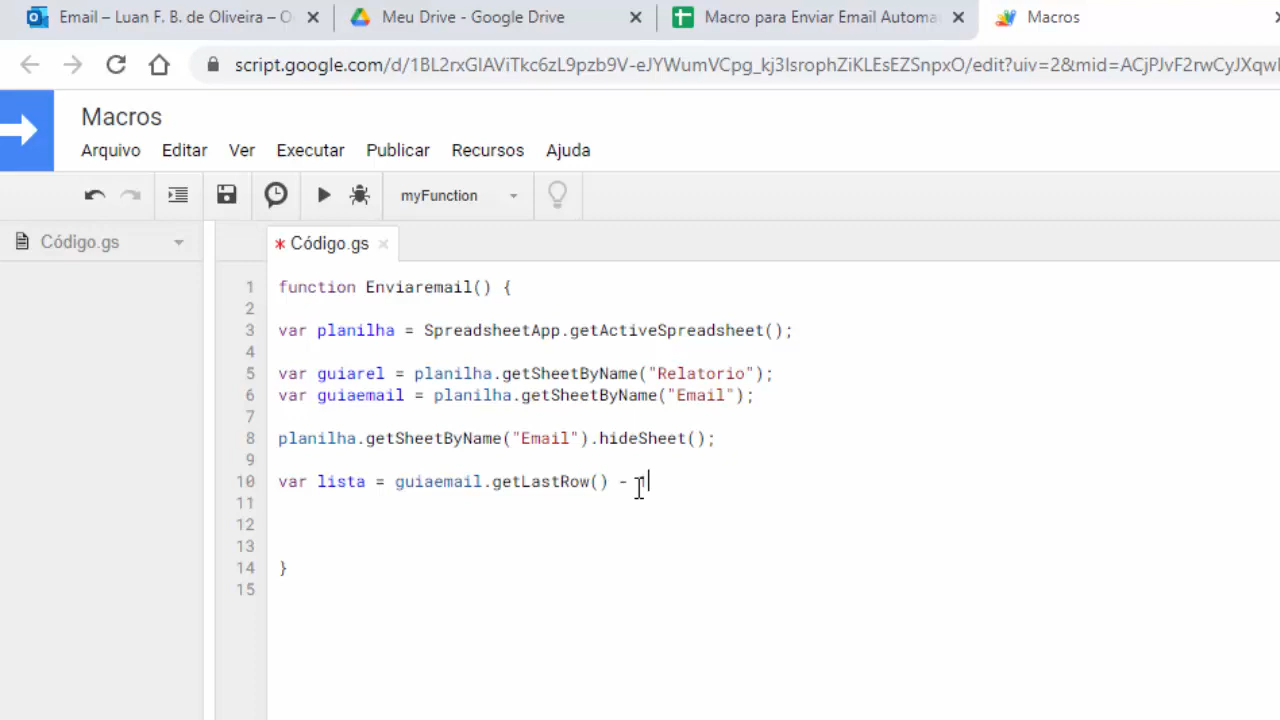 Email – Luan F. B. de Oliveira – O
Meu Drive - Google Drive
Macro para Enviar Email Automa
Macros
script.google.com/d/1BL2rxGlAViTkc6zL9pzb9V-eJYWumVCpg_kj3IsrophZiKLEsEZSnpxO/edit?uiv=2&mid=ACjPJvF2rwCyJXqw
Macros
Arquivo Editar Ver Executar Publicar Recursos Ajuda
myFunction
Código.gs
* Código.gs
1 function Enviaremail() {
2
3 var planilha = SpreadsheetApp.getActiveSpreadsheet();
4
5 var guiarel = planilha.getSheetByName("Relatorio");
6 var guiaemail = planilha.getSheetByName("Email");
7
8 planilha.getSheetByName("Email").hideSheet();
9
10 var lista = guiaemail.getLastRow() -
11
12
13
14 }
15